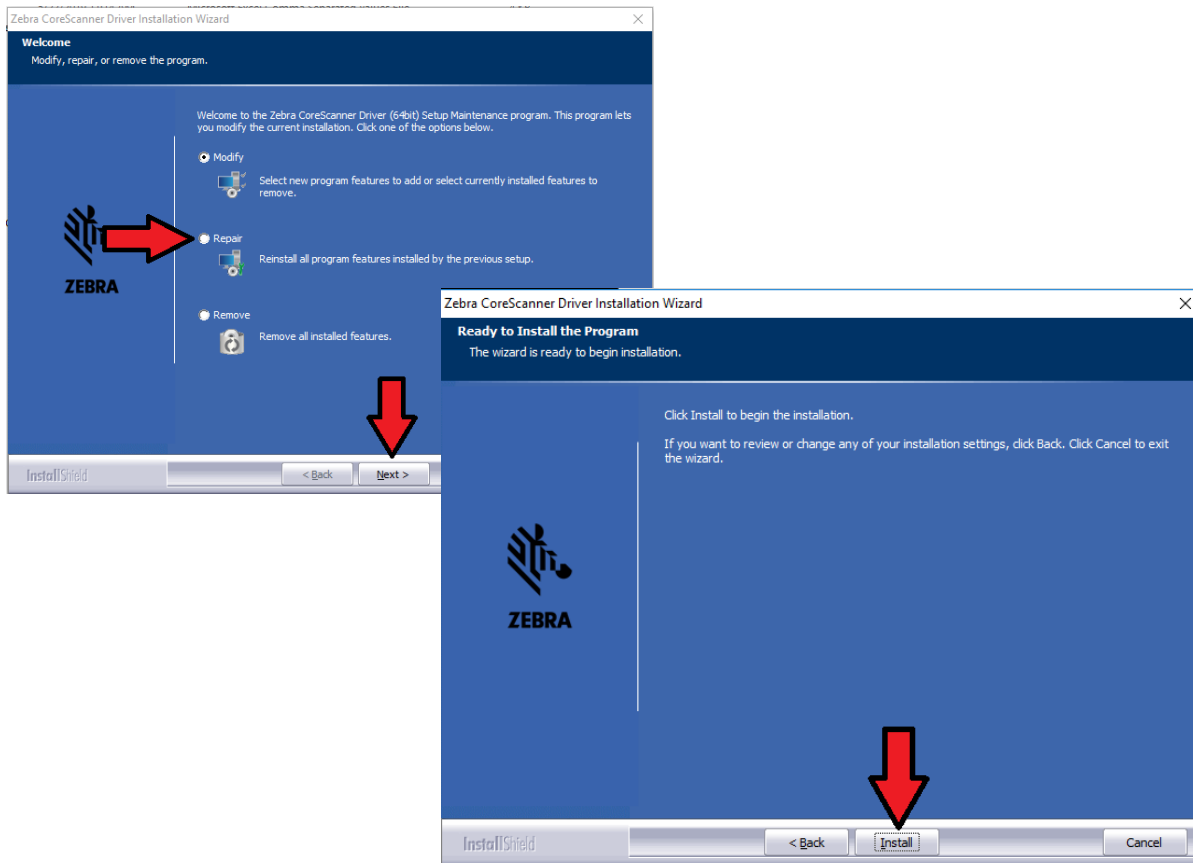 Zebra CoreScanner Driver Installation Wizard
Welcome
Modify, repair, or remove the program.
Welcome to the Zebra CoreScanner Driver (64bit) Setup Maintenance program. This program lets
you modify the current installation. Click one of the options below.
Modify
Select new program features to add or select currently installed features to
remove.
Repair
Reinstall all program features installed by the previous setup.
ZEBRA
Remove
Remove all installed features.
InstallShield
< Back
Next >
Zebra CoreScanner Driver Installation Wizard
Ready to Install the Program
The wizard is ready to begin installation.
Click Install to begin the installation.
If you want to review or change any of your installation settings, click Back. Click Cancel to exit
the wizard.
ZEBRA
InstallShield
< Back
Install
Cancel